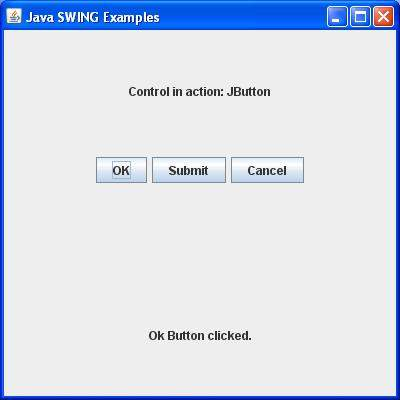 Java SWING Examples
Control in action: JButton
OK Submit Cancel
Ok Button clicked.